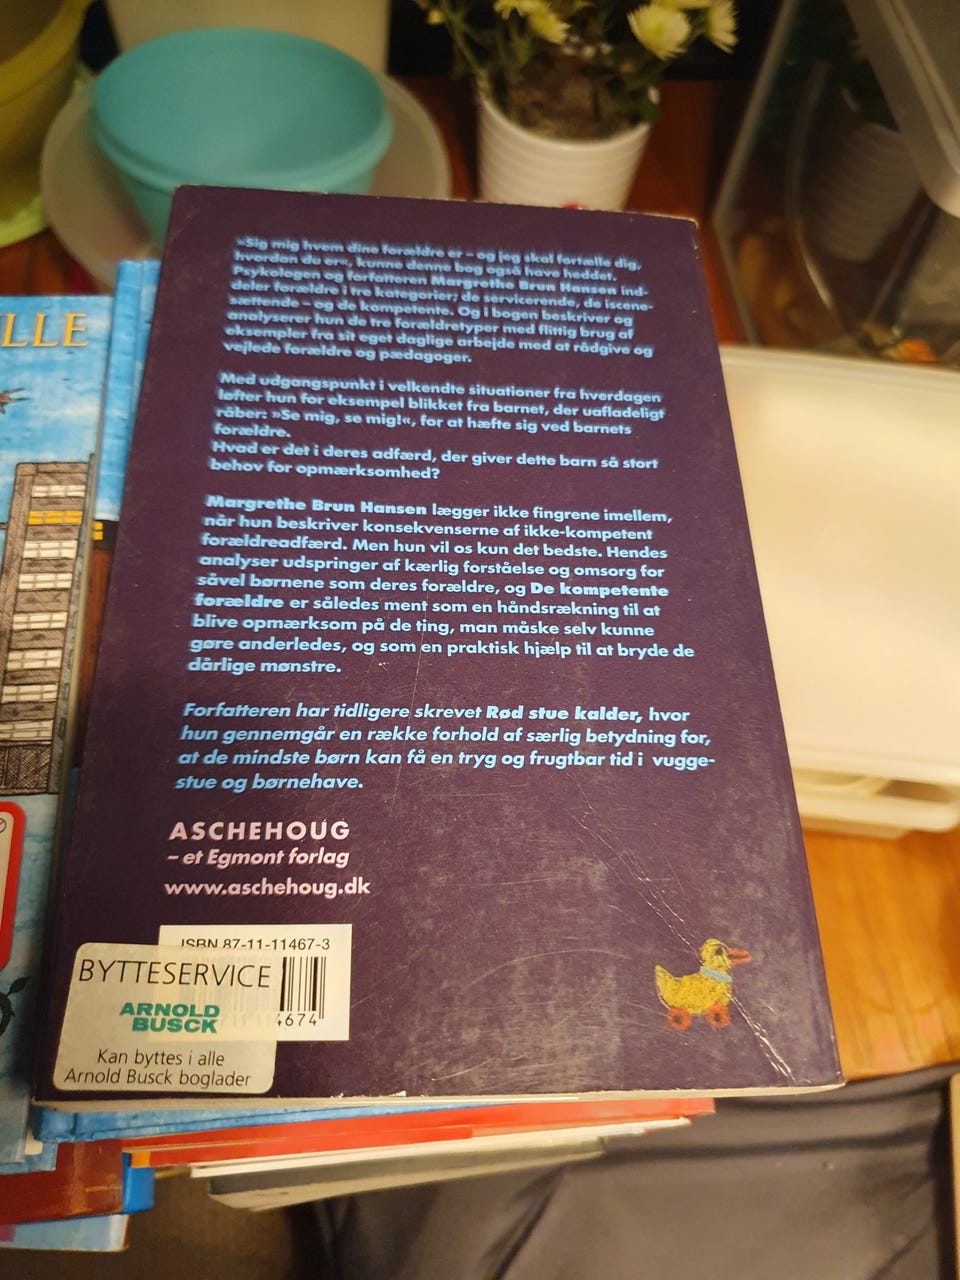 LLE
»Sig mig hvem dine forældre er – og jeg skal fortælle dig,
hvordan du er«, kunne denne bog også have heddet.
Psykologen og forfatteren Margrethe Brun Hansen ind-
deler forældre i tre kategorier; de servicerende, de iscene-
sættende – og de kompetente. Og i bogen beskriver og
analyserer hun de tre forældretyper med flittig brug af
eksempler fra sit eget daglige arbejde med at rådgive og
vejlede forældre og pædagoger.
Med udgangspunkt i velkendte situationer fra hverdagen
løfter hun for eksempel blikket fra barnet, der uafladeligt
råber: »Se mig, se mig!«, for at hæfte sig ved barnets
forældre.
Hvad er det i deres adfærd, der giver dette barn så stort
behov for opmærksomhed?
Margrethe Brun Hansen lægger ikke fingrene imellem,
når hun beskriver konsekvenserne af ikke-kompetent
forældreadfærd. Men hun vil os kun det bedste. Hendes
analyser udspringer af kærlig forståelse og omsorg for
såvel børnene som deres forældre, og De kompetente
forældre er således ment som en håndsrækning til at
blive opmærksom på de ting, man måske selv kunne
gøre anderledes, og som en praktisk hjælp til at bryde de
dårlige mønstre.
Forfatteren har tidligere skrevet Rød stue kalder, hvor
hun gennemgår en række forhold af særlig betydning for,
at de mindste børn kan få en tryg og frugtbar tid i vugge-
stue og børnehave.
ASCHEHOUG
– et Egmont forlag
www.aschehoug.dk
ISBN 87-11-11467-3
BYTTESERVICE
ARNOLD
BUSCK
4674
Kan byttes i alle
Arnold Busck boglader